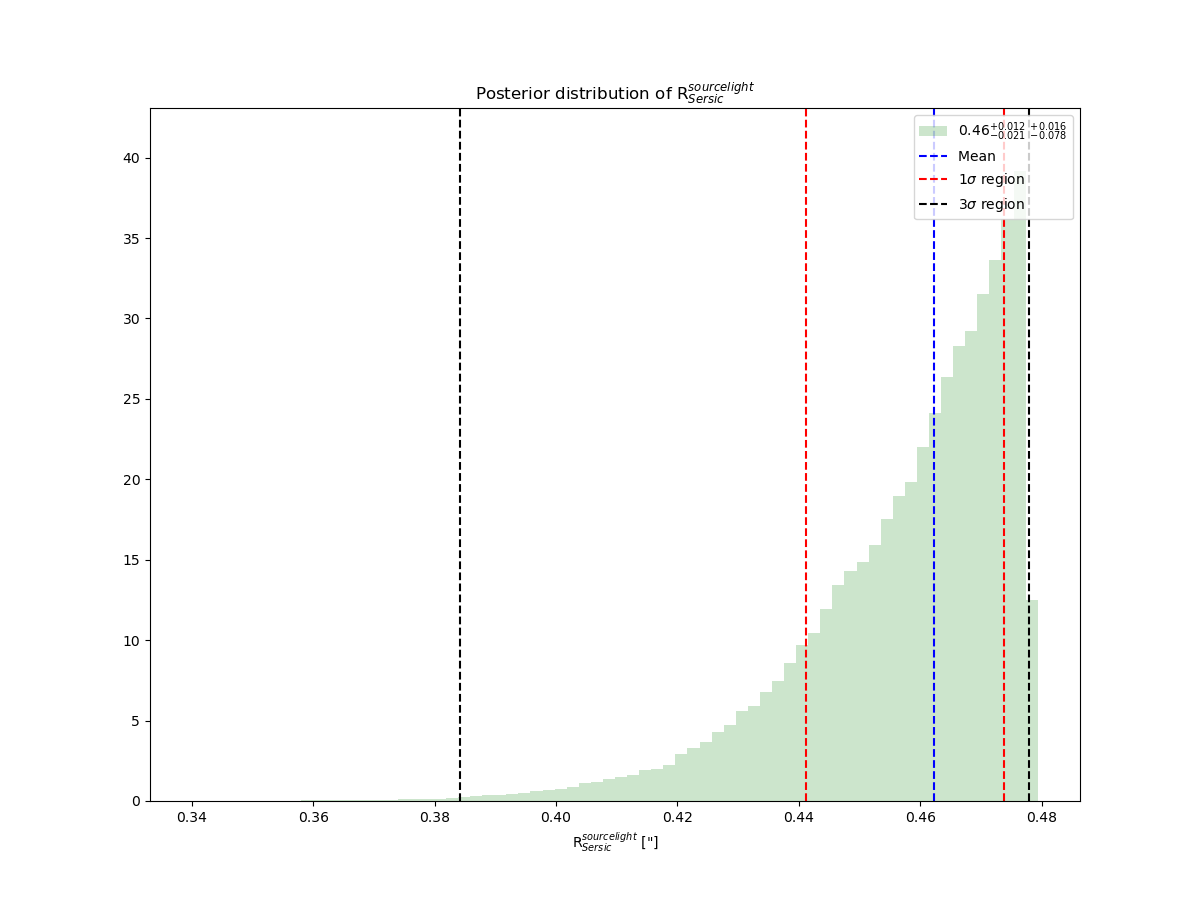 Posterior distribution of R$_{Sersic}^{sourcelight}$
0.46$^{+0.012}_{-0.021}$ $^{+0.016}_{-0.078}$
Mean
1σ region
3σ region
40
35
30
25
20
15
10
5
0
0.34 0.36 0.38 0.40 0.42 0.44 0.46 0.48
R$_{Sersic}^{sourcelight}$ ["]